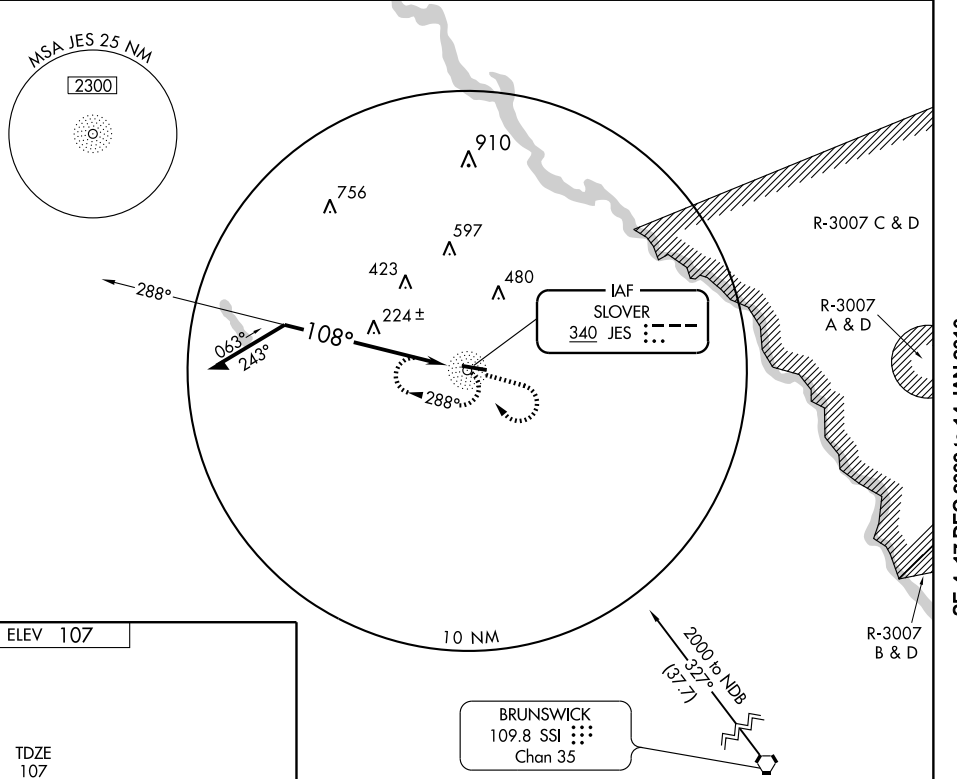 MSA JES 25 NM
2300
910
756
597
423
480
224±
R-3007 C & D
R-3007
A & D
IAF
SLOVER
340 JES
288°
108°
063°
243°
288°
10 NM
2000 to NDB
327°
(37.7)
R-3007
B & D
BRUNSWICK
109.8 SSI
Chan 35
ELEV 107
TDZE
107